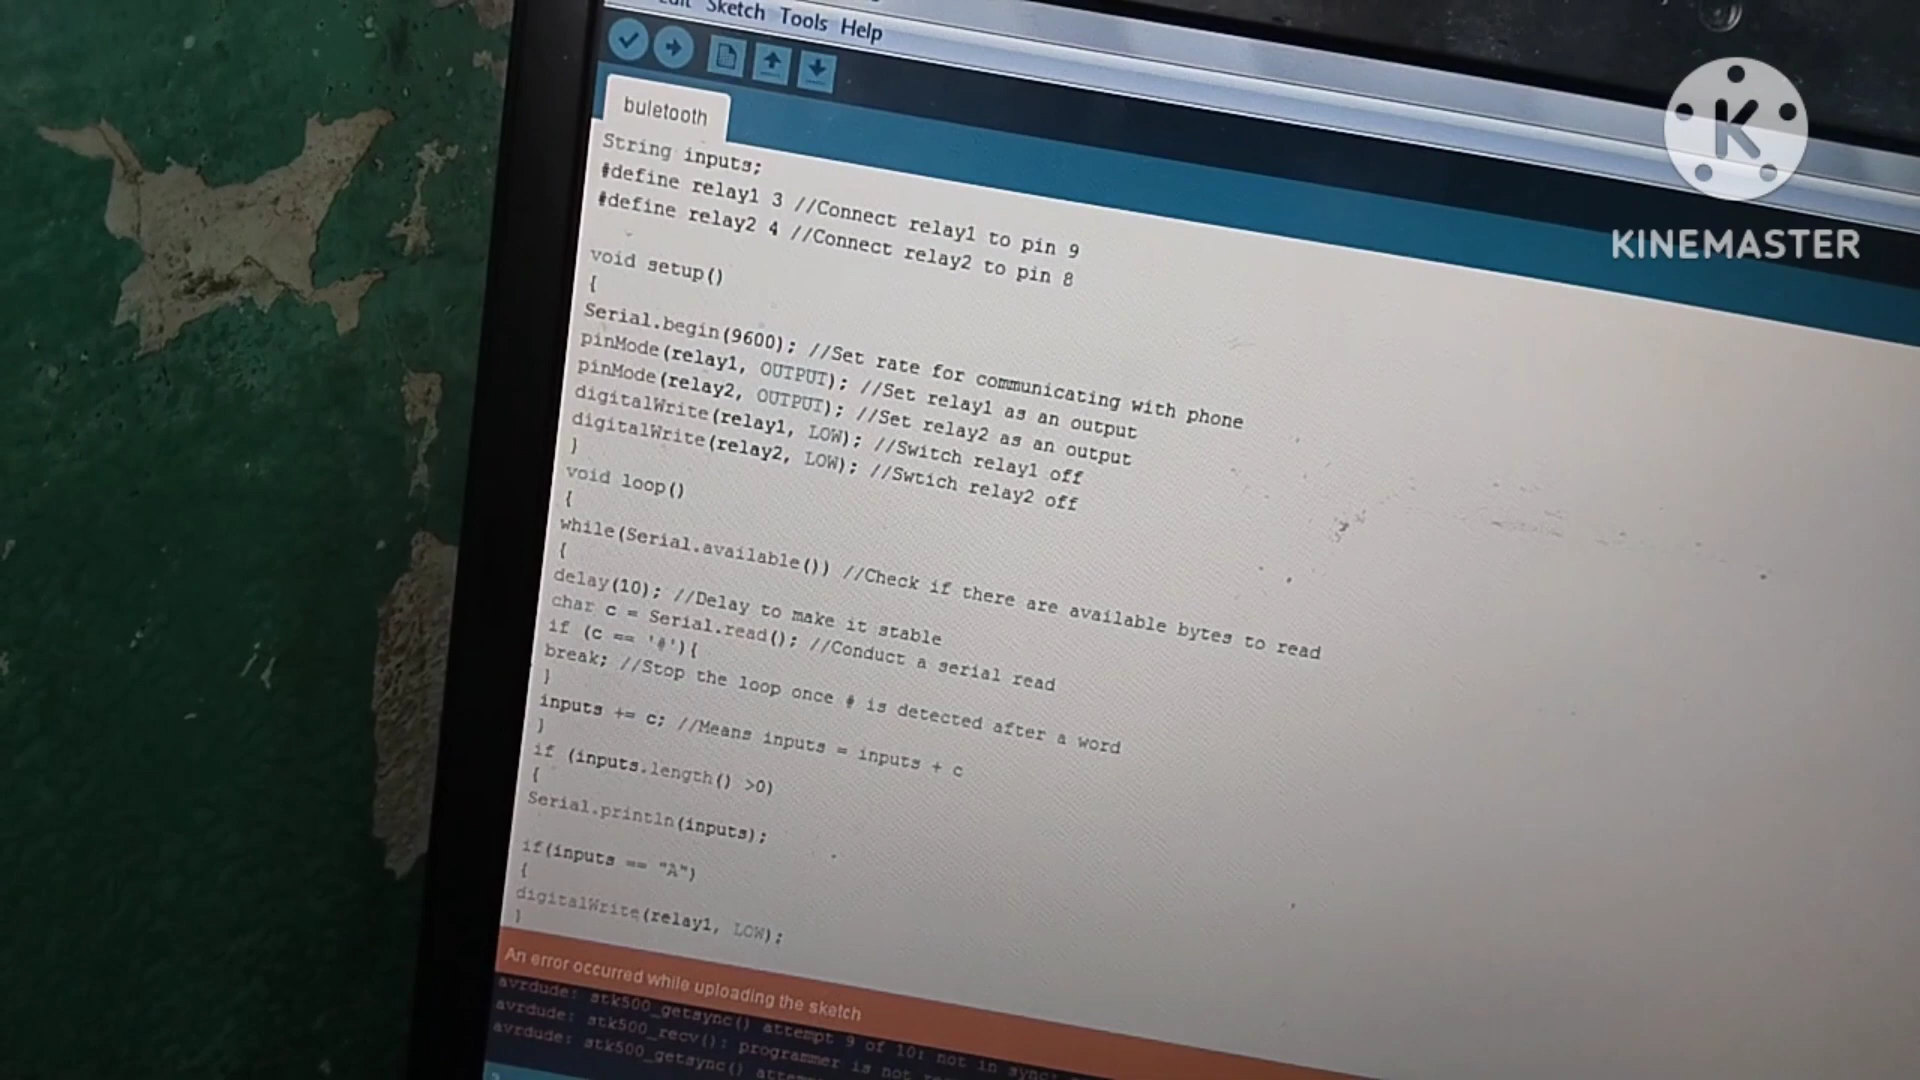 Sketch Tools Help
buletooth
String inputs;
#define relay1 3 //Connect relay1 to pin 9
#define relay2 4 //Connect relay2 to pin 8
void setup()
{
Serial.begin(9600); //Set rate for communicating with phone
pinMode(relay1, OUTPUT); //Set relay1 as an output
pinMode(relay2, OUTPUT); //Set relay2 as an output
digitalWrite(relay1, LOW); //Switch relay1 off
digitalWrite(relay2, LOW); //Swtich relay2 off
}
void loop()
{
while(Serial.available()) //Check if there are available bytes to read
{
delay(10); //Delay to make it stable
char c = Serial.read(); //Conduct a serial read
if (c == '#'){
break; //Stop the loop once # is detected after a word
}
inputs += c; //Means inputs = inputs + c
}
if (inputs.length() >0)
{
Serial.println(inputs);
if(inputs == "A")
{
digitalWrite(relay1, LOW);
}
An error occurred while uploading the sketch
avrdude: stk500_getsync() attempt 9 of 10: not in sync:
avrdude: stk500_recv(): programmer is not
avrdude: stk500_getsync()
K
KINEMASTER